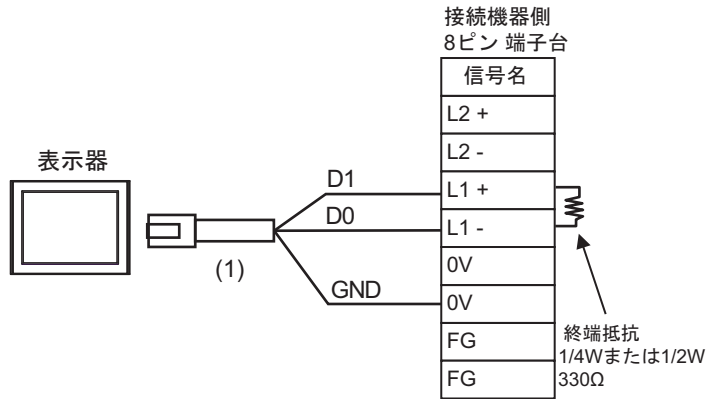 接続機器側
8ピン 端子台
信号名
L2 +
L2 -
表示器
D1
L1 +
D0
L1 -
(1)
0V
GND
0V
FG
FG
終端抵抗
1/4Wまたは1/2W
330Ω